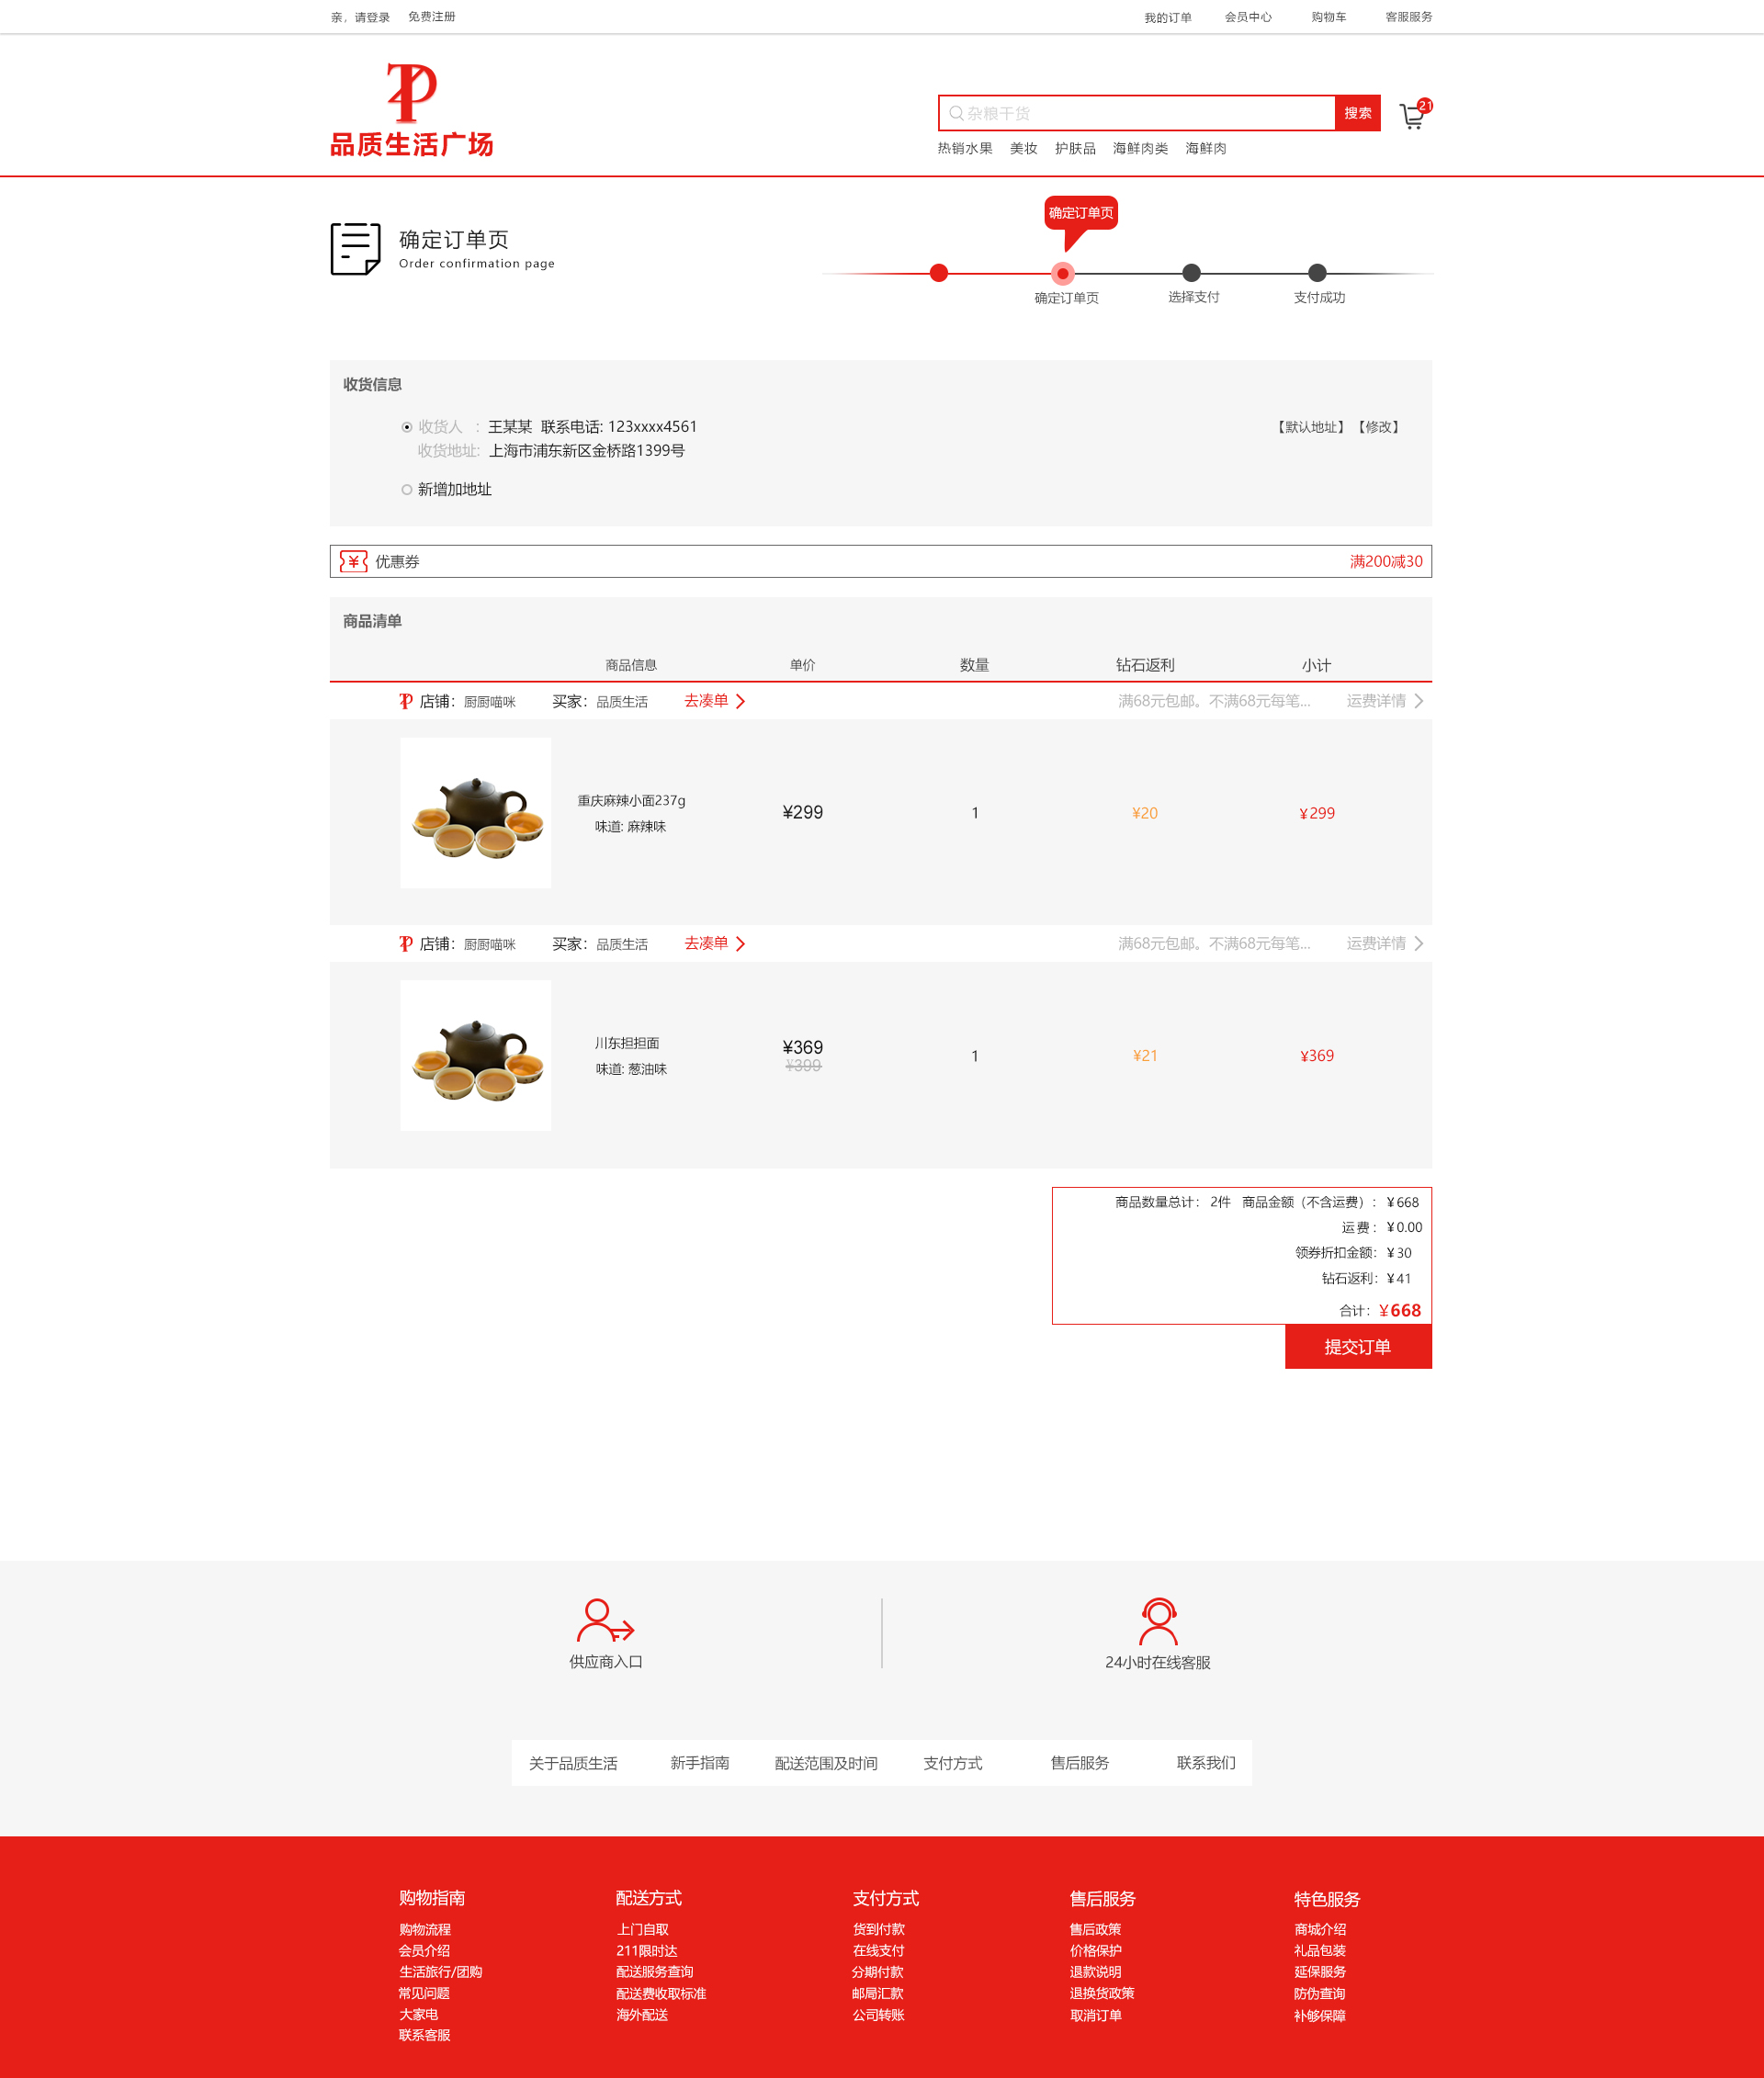 亲，请登录 免费注册 我的订单 会员中心 购物车 客服服务
品质生活广场
杂粮干货 搜索 21
热销水果 美妆 护肤品 海鲜肉类 海鲜肉
确定订单页
确定订单页
Order confirmation page
确定订单页 选择支付 支付成功
收货信息
收货人 : 王某某 联系电话: 123xxxx4561 【默认地址】【修改】
收货地址: 上海市浦东新区金桥路1399号
新增加地址
优惠券 满200减30
商品清单
商品信息 单价 数量 钻石返利 小计
店铺：厨厨喵咪 买家：品质生活 去凑单 满68元包邮。不满68元每笔... 运费详情
重庆麻辣小面237g
味道: 麻辣味
¥299 1 ¥20 ¥299
店铺：厨厨喵咪 买家：品质生活 去凑单 满68元包邮。不满68元每笔... 运费详情
川东担担面
味道: 葱油味
¥369 1 ¥21 ¥369
¥399
商品数量总计： 2件 商品金额（不含运费）： ¥668
运 费： ¥0.00
领券折扣金额： ¥30
钻石返利： ¥41
合计： ¥668
提交订单
供应商入口 24小时在线客服
关于品质生活 新手指南 配送范围及时间 支付方式 售后服务 联系我们
购物指南 配送方式 支付方式 售后服务 特色服务
购物流程 上门自取 货到付款 售后政策 商城介绍
会员介绍 211限时达 在线支付 价格保护 礼品包装
生活旅行/团购 配送服务查询 分期付款 退款说明 延保服务
常见问题 配送费收取标准 邮局汇款 退换货政策 防伪查询
大家电 海外配送 公司转账 取消订单 补够保障
联系客服